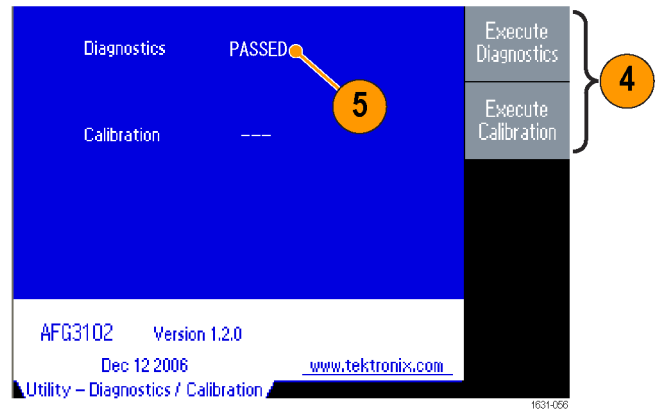 Diagnostics PASSED
Execute
Diagnostics
4
5
Calibration ---
Execute
Calibration
AFG3102 Version 1.2.0
Dec 12 2006 www.tektronix.com
Utility – Diagnostics / Calibration
1631-056